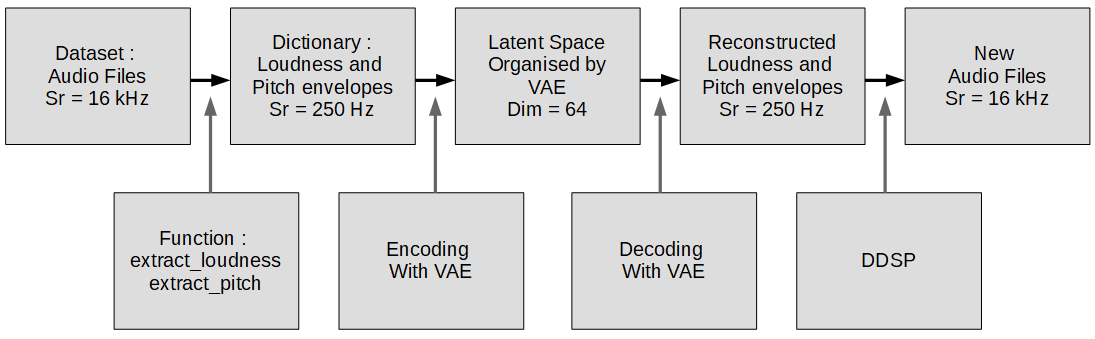 Dataset :
Audio Files
Sr = 16 kHz
Dictionary :
Loudness and
Pitch envelopes
Sr = 250 Hz
Latent Space
Organised by
VAE
Dim = 64
Reconstructed
Loudness and
Pitch envelopes
Sr = 250 Hz
New
Audio Files
Sr = 16 kHz
Function :
extract_loudness
extract_pitch
Encoding
With VAE
Decoding
With VAE
DDSP